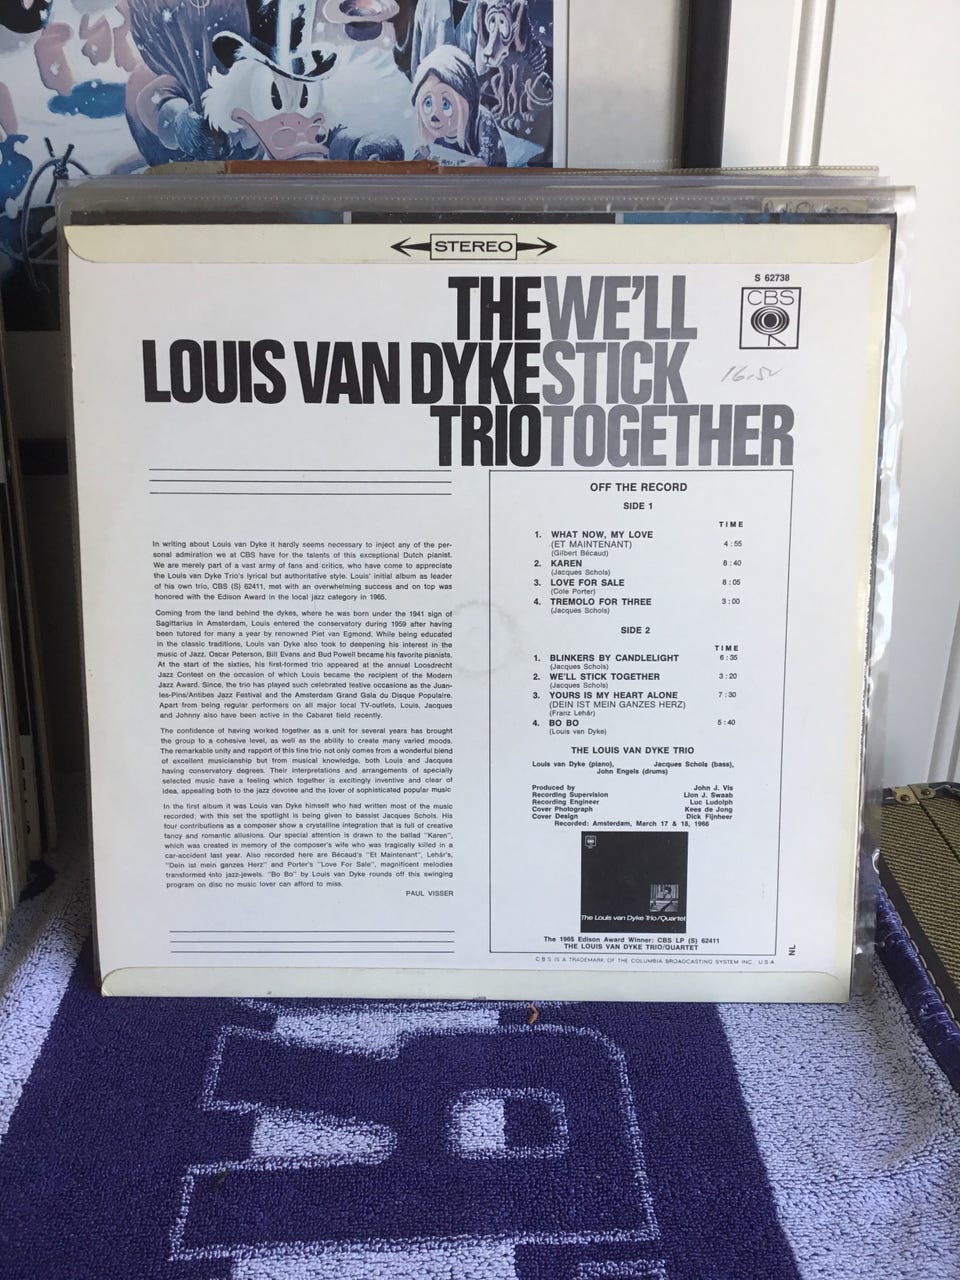 STEREO
THE WE'LL
LOUIS VAN DYKE STICK
TRIO TOGETHER
S 62738
CBS
16.50
In writing about Louis van Dyke it hardly seems necessary to inject any of the per-
sonal admiration we at CBS have for the talents of this exceptional Dutch pianist.
We are merely part of a vast army of fans and critics, who have come to appreciate
the Louis van Dyke Trio's lyrical but authoritative style. Louis' initial album as leader
of his own trio, CBS (S) 62411, met with an overwhelming success and on top was
honored with the Edison Award in the local jazz category in 1965.
Coming from the land behind the dykes, where he was born under the 1941 sign of
Sagittarius in Amsterdam, Louis entered the conservatory during 1959 after having
been tutored for many a year by renowned Piet van Egmond. While being educated
in the classic traditions, Louis van Dyke also took to deepening his interest in the
music of Jazz. Oscar Peterson, Bill Evans and Bud Powell became his favorite pianists.
At the start of the sixties, his first-formed trio appeared at the annual Loosdrecht
Jazz Contest on the occasion of which Louis became the recipient of the Modern
Jazz Award. Since, the trio has played such celebrated festive occasions as the Juan-
les-Pins/Antibes Jazz Festival and the Amsterdam Grand Gala du Disque Populaire.
Apart from being regular performers on all major local TV-outlets, Louis, Jacques
and Johnny also have been active in the Cabaret field recently.
The confidence of having worked together as a unit for several years has brought
the group to a cohesive level, as well as the ability to create many varied moods.
The remarkable unity and rapport of this fine trio not only comes from a wonderful blend
of excellent musicianship but from musical knowledge, both Louis and Jacques
having conservatory degrees. Their interpretations and arrangements of specially
selected music have a feeling which together is excitingly inventive and clear of
idea, appealing both to the jazz devotee and the lover of sophisticated popular music
In the first album it was Louis van Dyke himself who had written most of the music
recorded; with this set the spotlight is being given to bassist Jacques Schols. His
four contributions as a composer show a crystalline integration that is full of creative
fancy and romantic allusions. Our special attention is drawn to the ballad "Karen",
which was created in memory of the composer's wife who was tragically killed in a
car-accident last year. Also recorded here are Bécaud's "Et Maintenant", Lehár's,
"Dein ist mein ganzes Herz" and Porter's "Love For Sale", magnificent melodies
transformed into jazz-jewels. "Bo Bo" by Louis van Dyke rounds off this swinging
program on disc no music lover can afford to miss.
PAUL VISSER
OFF THE RECORD
SIDE 1
TIME
1. WHAT NOW, MY LOVE
(ET MAINTENANT) 4:55
(Gilbert Bécaud)
2. KAREN 8:40
(Jacques Schols)
3. LOVE FOR SALE 8:05
(Cole Porter)
4. TREMOLO FOR THREE 3:00
(Jacques Schols)
SIDE 2
TIME
1. BLINKERS BY CANDLELIGHT 6:35
(Jacques Schols)
2. WE'LL STICK TOGETHER 3:20
(Jacques Schols)
3. YOURS IS MY HEART ALONE 7:30
(DEIN IST MEIN GANZES HERZ)
(Franz Lehár)
4. BO BO 5:40
(Louis van Dyke)
THE LOUIS VAN DYKE TRIO
Louis van Dyke (piano), Jacques Schols (bass),
John Engels (drums)
Produced by John J. Vis
Recording Supervision Lion J. Swaab
Recording Engineer Luc Ludolph
Cover Photograph Kees de Jong
Cover Design Dick Fijnheer
Recorded: Amsterdam, March 17 & 18, 1966
The Louis van Dyke Trio/Quartet
The 1965 Edison Award Winner: CBS LP (S) 62411
THE LOUIS VAN DYKE TRIO/QUARTET
NL
CBS IS A TRADEMARK OF THE COLUMBIA BROADCASTING SYSTEM INC. U.S.A.